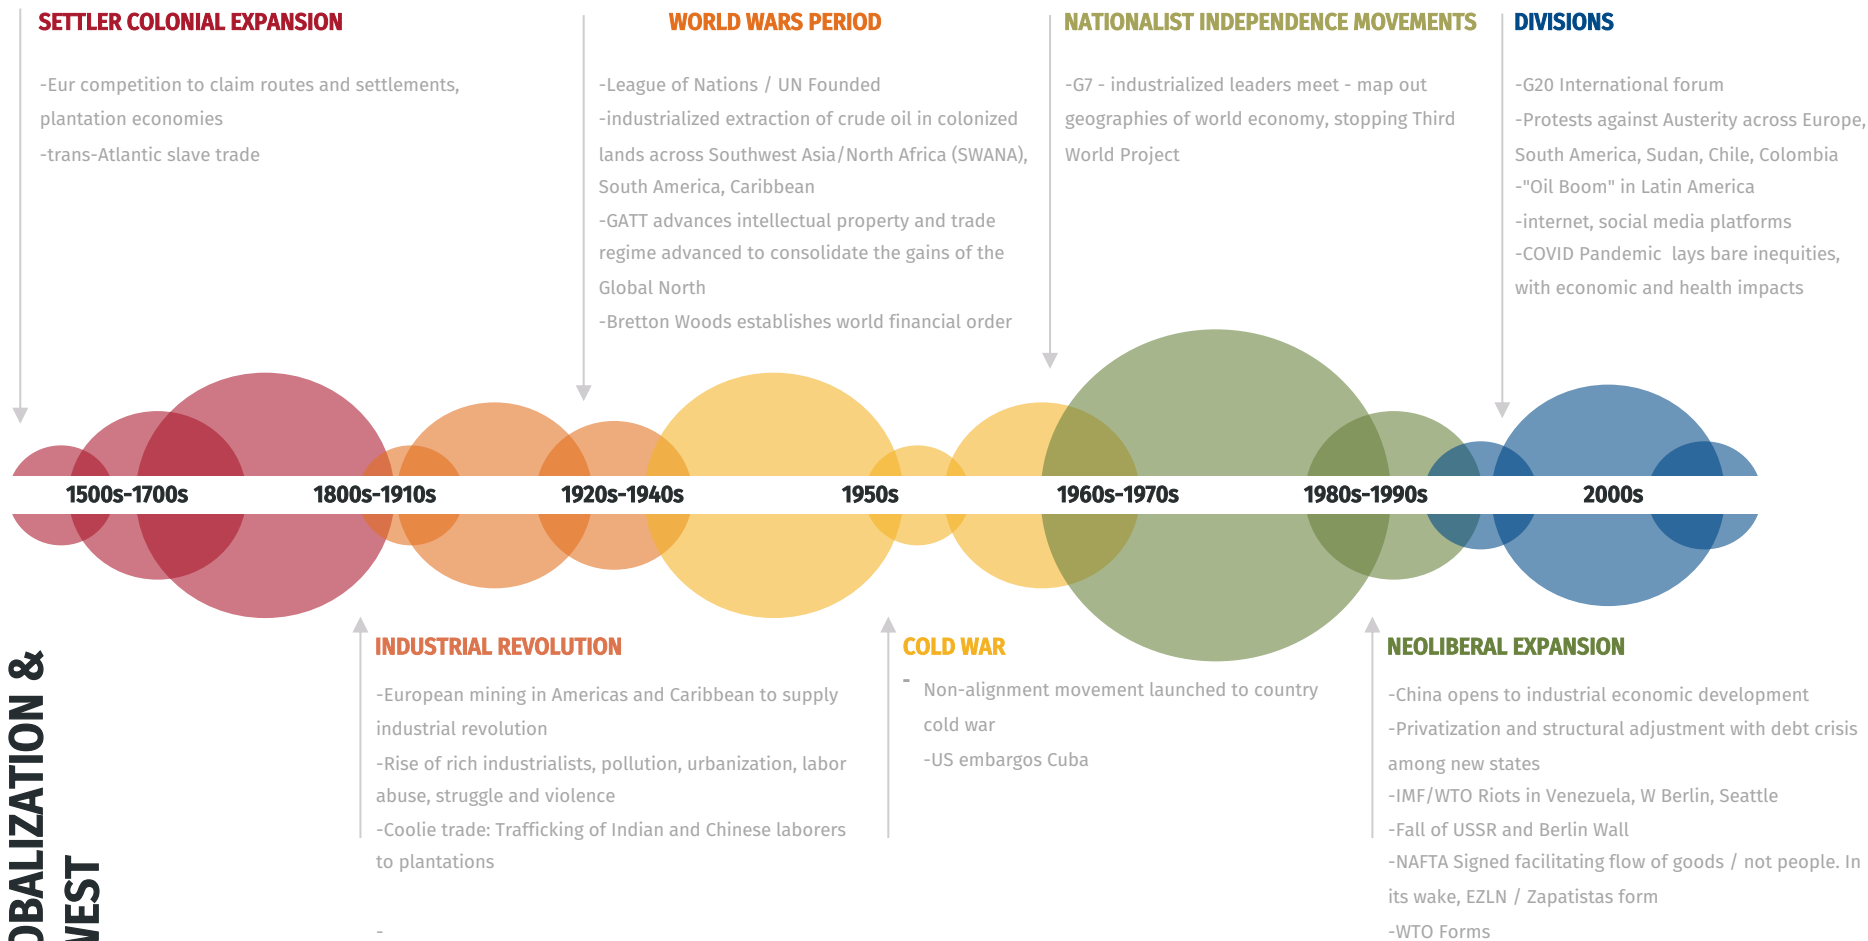 SETTLER COLONIAL EXPANSION
-Eur competition to claim routes and settlements,
plantation economies
-trans-Atlantic slave trade
WORLD WARS PERIOD
-League of Nations / UN Founded
-industrialized extraction of crude oil in colonized
lands across Southwest Asia/North Africa (SWANA),
South America, Caribbean
-GATT advances intellectual property and trade
regime advanced to consolidate the gains of the
Global North
-Bretton Woods establishes world financial order
NATIONALIST INDEPENDENCE MOVEMENTS
-G7 - industrialized leaders meet - map out
geographies of world economy, stopping Third
World Project
DIVISIONS
-G20 International forum
-Protests against Austerity across Europe,
South America, Sudan, Chile, Colombia
-"Oil Boom" in Latin America
-internet, social media platforms
-COVID Pandemic  lays bare inequities,
with economic and health impacts
1500s-1700s
1800s-1910s
1920s-1940s
1950s
1960s-1970s
1980s-1990s
2000s
INDUSTRIAL REVOLUTION
-European mining in Americas and Caribbean to supply
industrial revolution
-Rise of rich industrialists, pollution, urbanization, labor
abuse, struggle and violence
-Coolie trade: Trafficking of Indian and Chinese laborers
to plantations
-
COLD WAR
- Non-alignment movement launched to country
cold war
-US embargos Cuba
NEOLIBERAL EXPANSION
-China opens to industrial economic development
-Privatization and structural adjustment with debt crisis
among new states
-IMF/WTO Riots in Venezuela, W Berlin, Seattle
-Fall of USSR and Berlin Wall
-NAFTA Signed facilitating flow of goods / not people. In
its wake, EZLN / Zapatistas form
-WTO Forms
OBALIZATION &
WEST